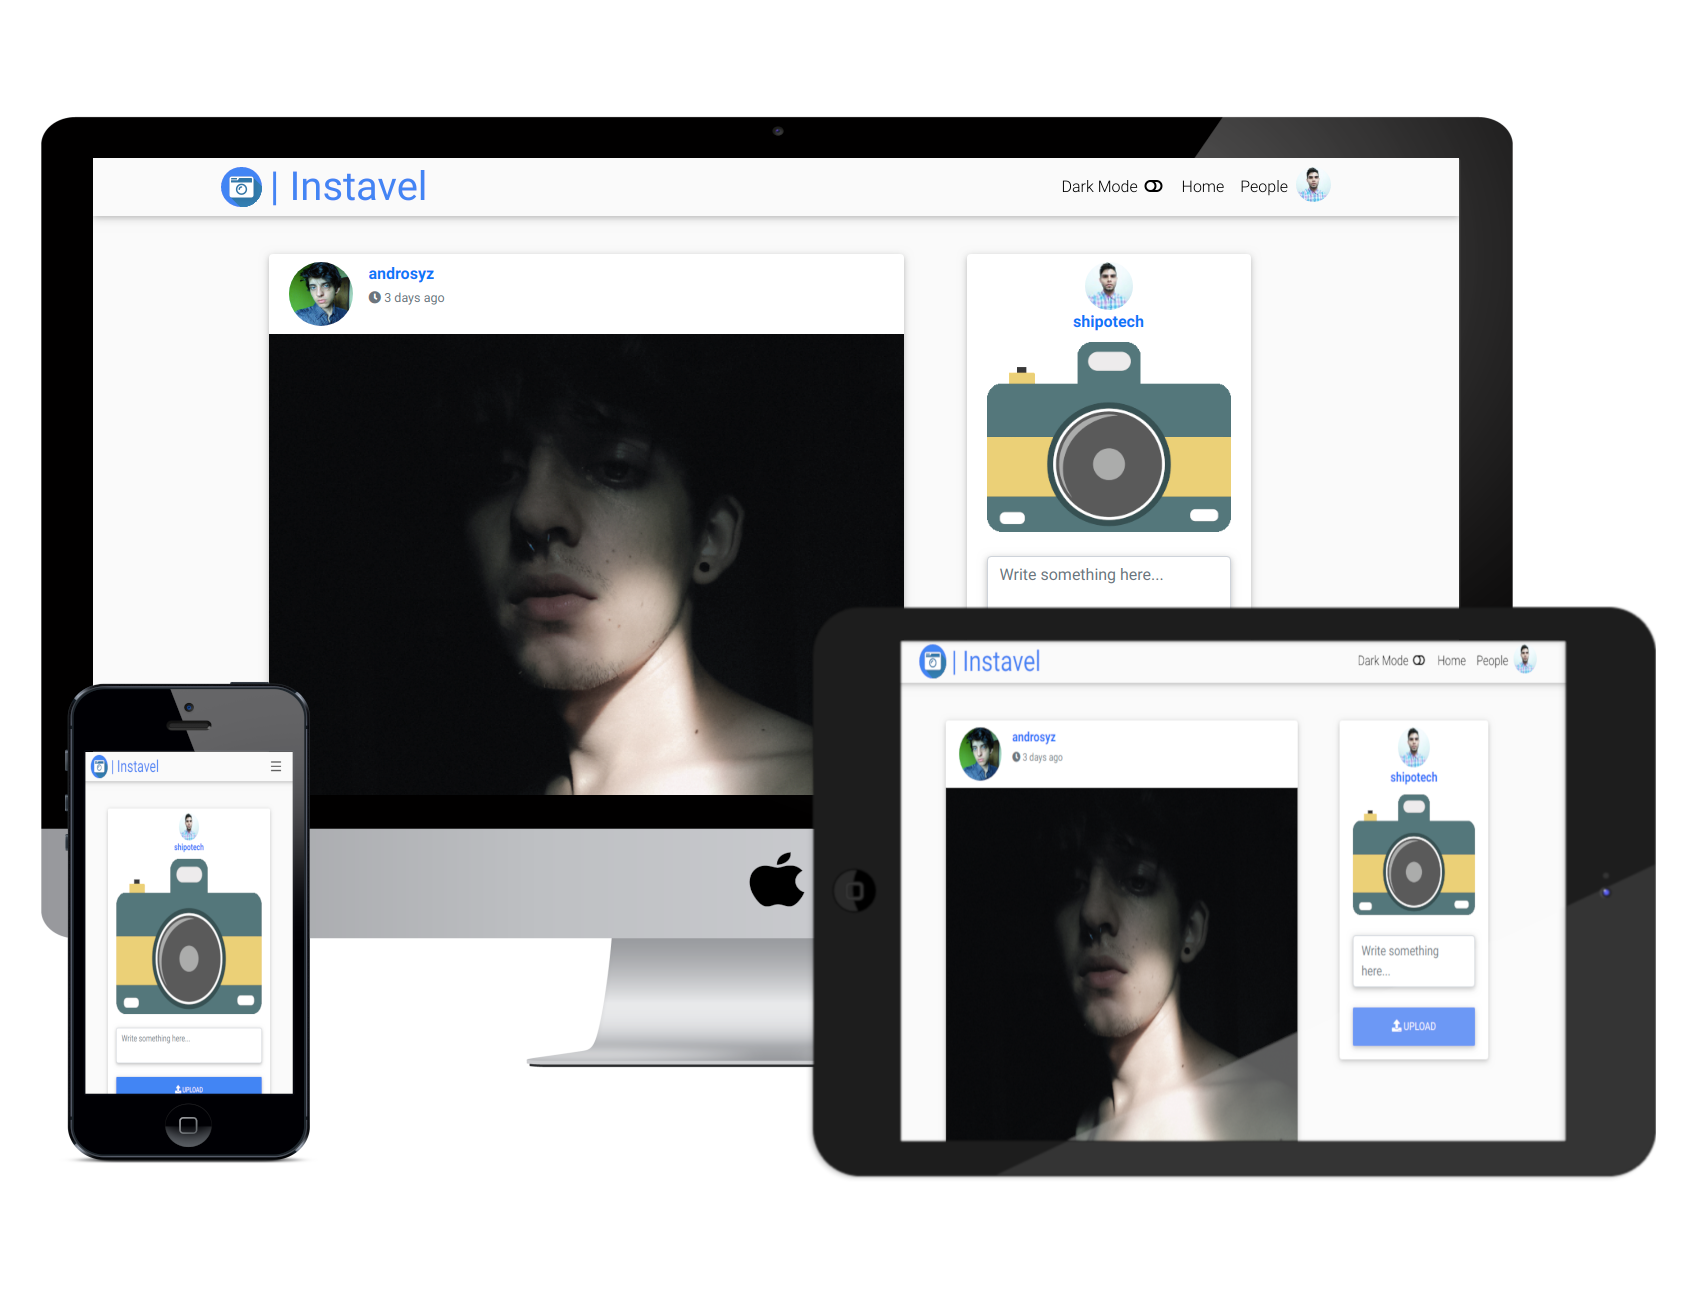 | Instavel
Dark Mode Home People
androsyz
3 days ago
shipotech
Write something here...
| Instavel
Dark Mode Home People
androsyz
3 days ago
shipotech
Write something
here...
UPLOAD
| Instavel
shipotech
Write something here...
UPLOAD